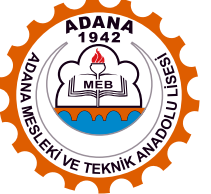 ADANA
1942
MEB
ADANA MESLEKİ VE TEKNİK ANADOLU LİSESİ